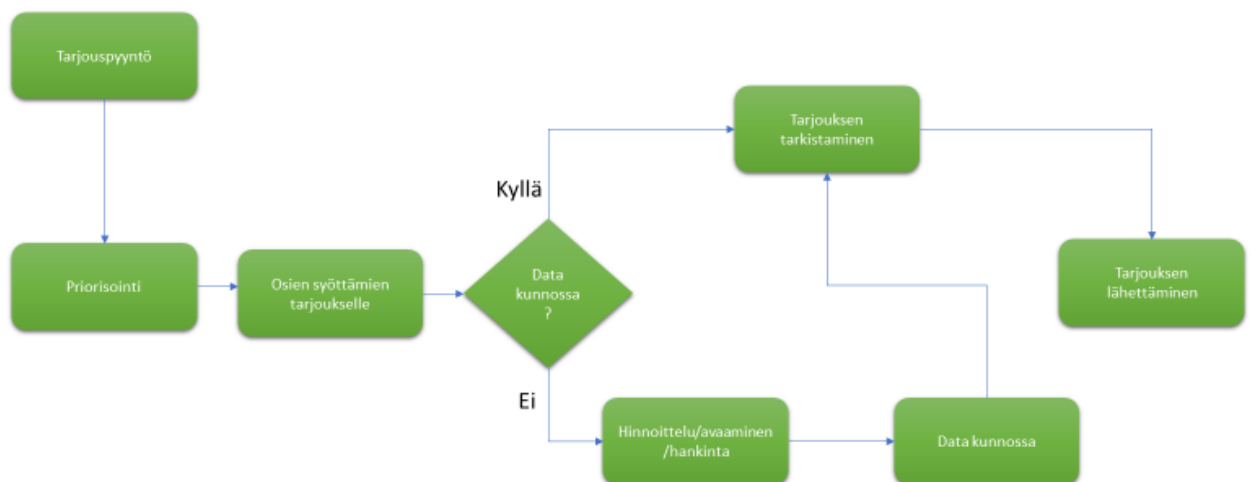 Tarjouspyyntö
Priorisointi
Osien syöttämien
tarjoukselle
Data
kunnossa
?
Kyllä
Ei
Tarjouksen
tarkistaminen
Tarjouksen
lähettäminen
Hinnoittelu/avaaminen
/hankinta
Data kunnossa